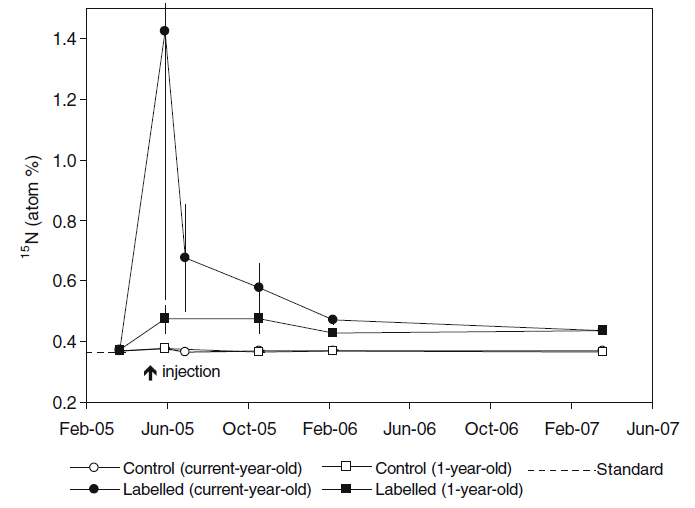 1.4
1.2
1.0
0.8
0.6
0.4
0.2
15N (atom %)
injection
Feb-05 Jun-05 Oct-05 Feb-06 Jun-06 Oct-06 Feb-07 Jun-07
Control (current-year-old) Control (1-year-old) Standard
Labelled (current-year-old) Labelled (1-year-old)